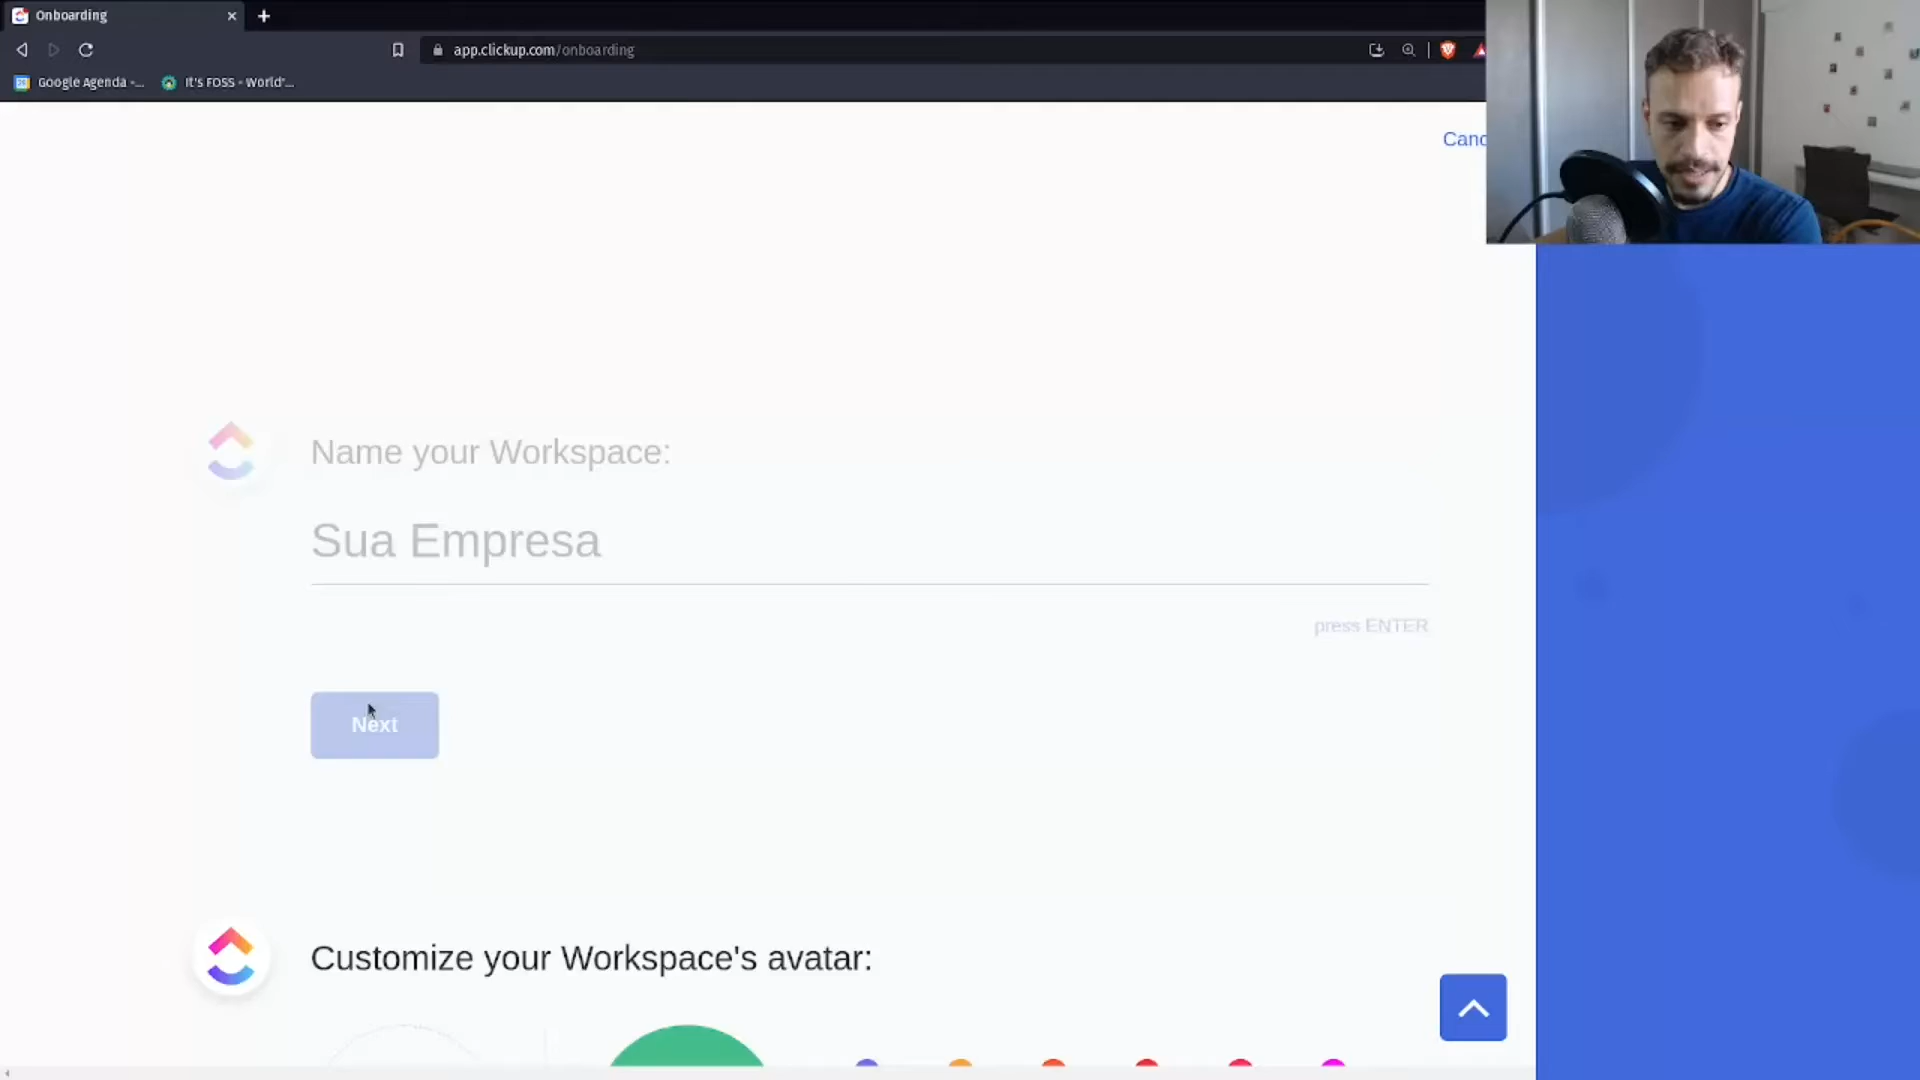 Onboarding
app.clickup.com/onboarding
Google Agenda -...
It's FOSS - World'...
Canc
Name your Workspace:
Sua Empresa
press ENTER
Next
Customize your Workspace's avatar: